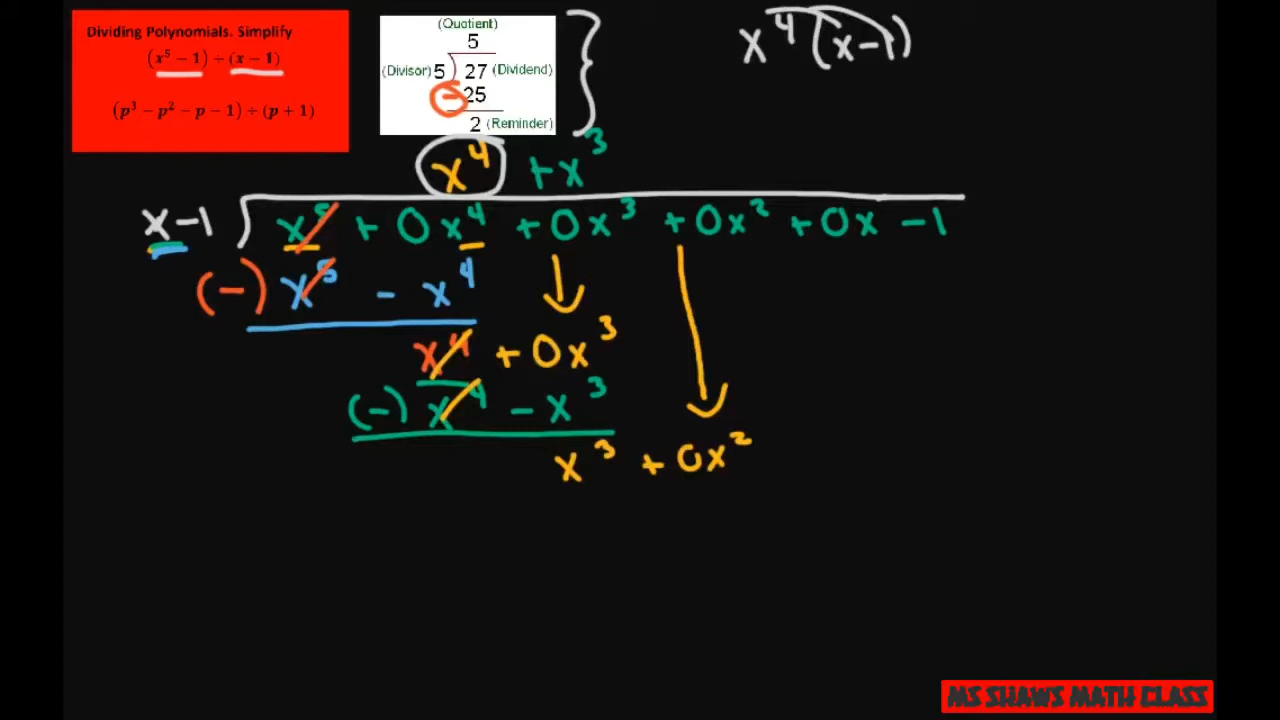 Dividing Polynomials. Simplify
(x⁵ − 1) ÷ (x − 1)
(p³ − p² − p − 1) ÷ (p + 1)
(Quotient)
5
(Divisor) 5 ) 27 (Dividend)
− 25
2 (Reminder)
x⁴ (x − 1)
x⁴ + x³
x − 1 ) x⁵ + 0x⁴ + 0x³ + 0x² + 0x − 1
(−) x⁵ − x⁴
x⁴ + 0x³
(−) x⁴ − x³
x³ + 0x²
MS SHAWS MATH CLASS